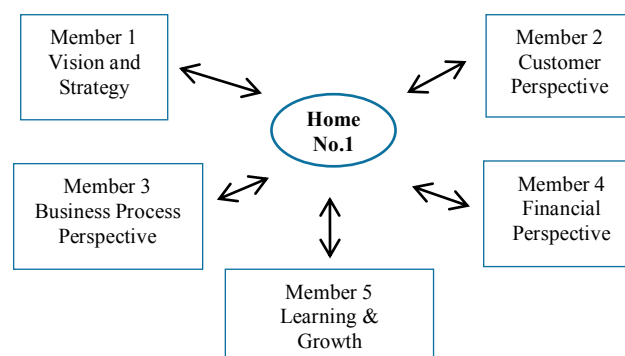 Member 1
Vision and
Strategy
Member 2
Customer
Perspective
Home
No.1
Member 3
Business Process
Perspective
Member 4
Financial
Perspective
Member 5
Learning &
Growth